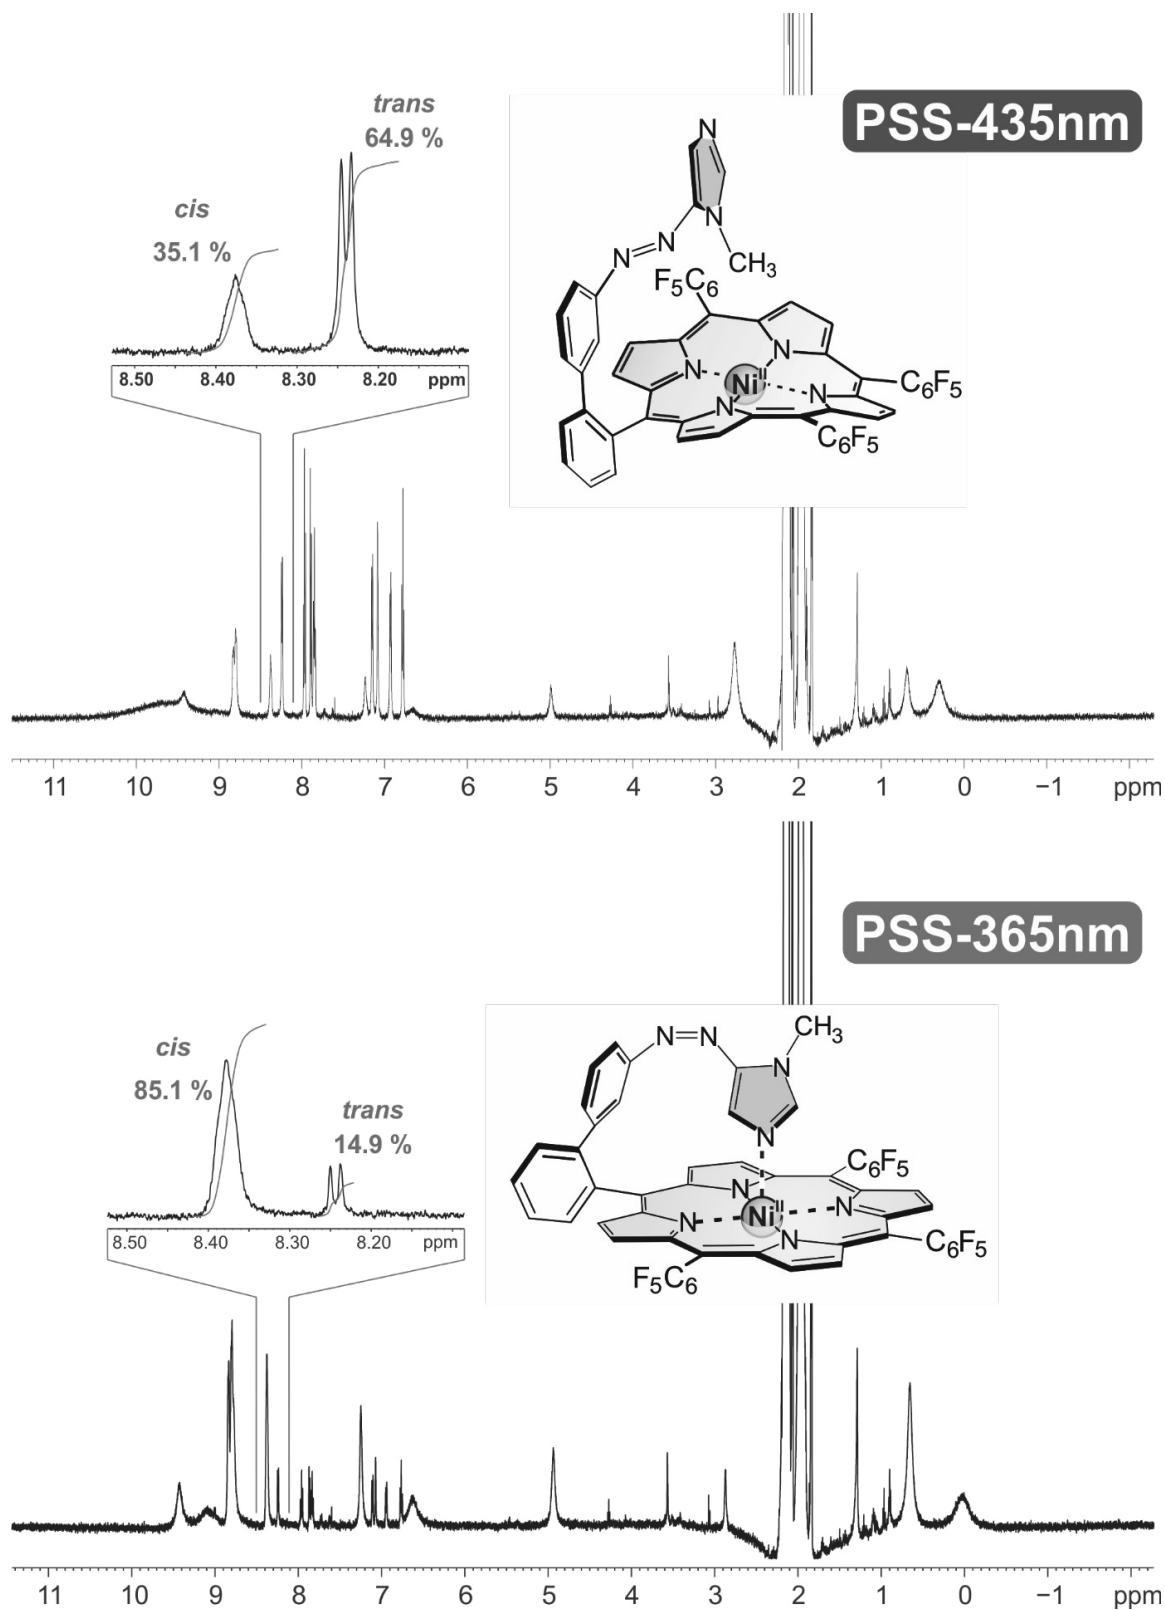 PSS-435nm
trans
64.9 %
cis
35.1 %
8.50 8.40 8.30 8.20 ppm
N
N
N=N
CH3
F5C6
N
N
NiII
N
N
C6F5
C6F5
11 10 9 8 7 6 5 4 3 2 1 0 −1 ppm
PSS-365nm
cis
85.1 %
trans
14.9 %
8.50 8.40 8.30 8.20 ppm
CH3
N=N
N
N
C6F5
N
N
NiII
N
N
C6F5
F5C6
11 10 9 8 7 6 5 4 3 2 1 0 −1 ppm